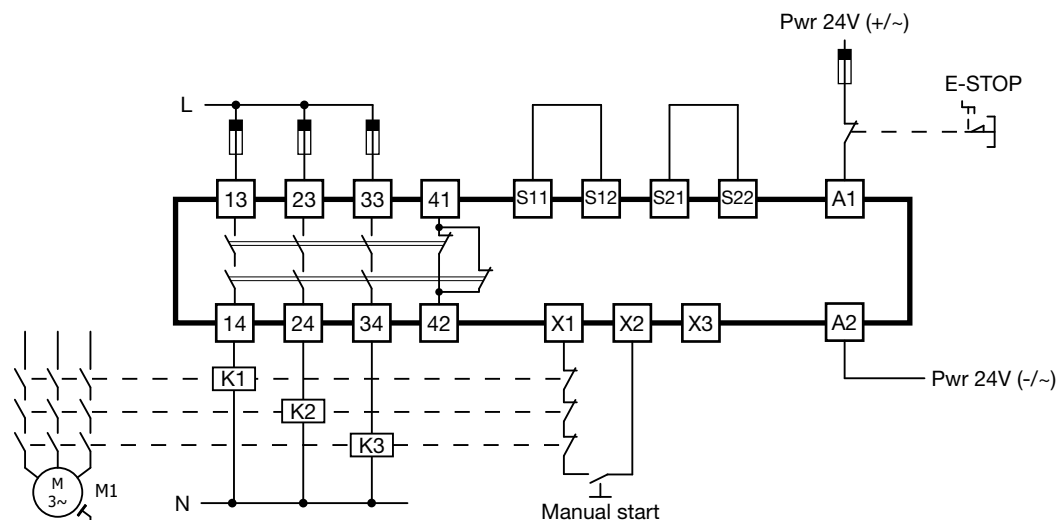 Pwr 24V (+/~)
E-STOP
L
13 23 33 41 S11 S12 S21 S22 A1
14 24 34 42 X1 X2 X3 A2
K1
Pwr 24V (-/~)
K2
K3
M
3~
M1
N
Manual start